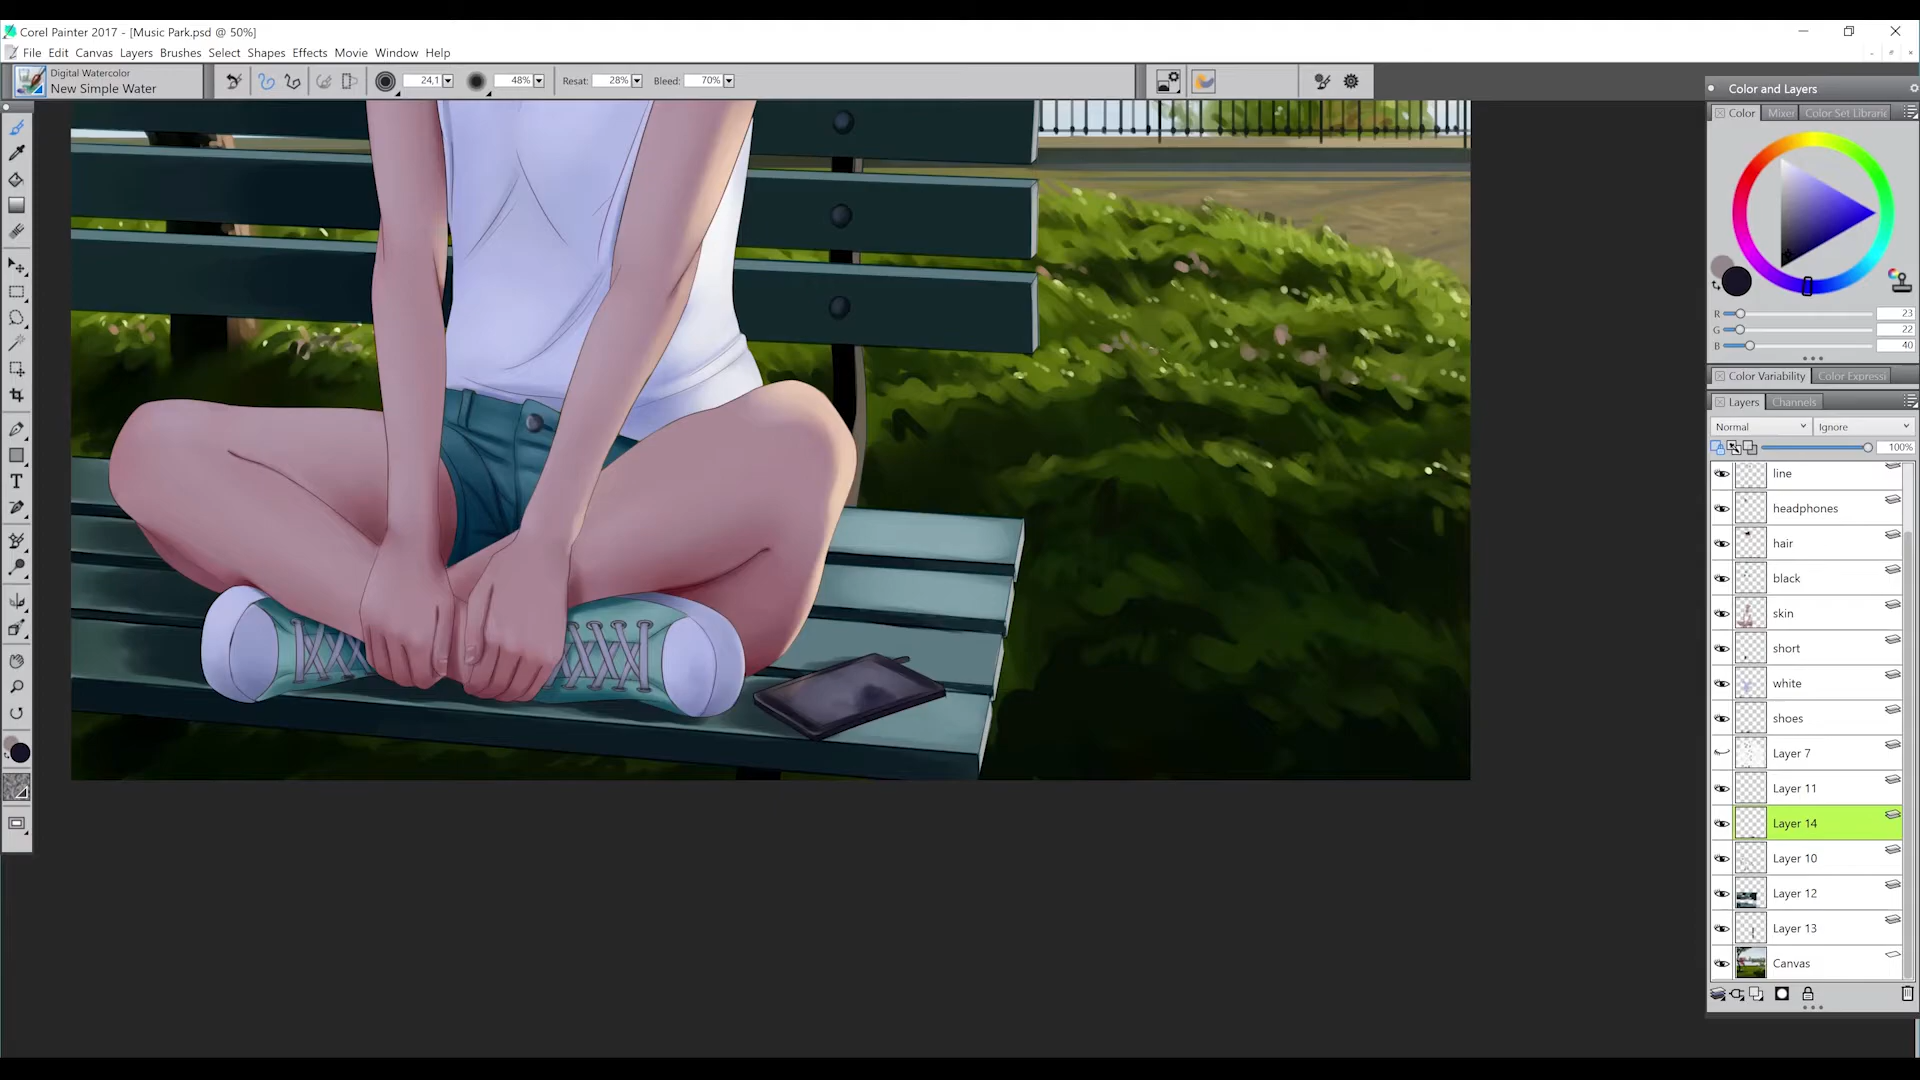 Corel Painter 2017 - [Music Park.psd @ 50%]
File Edit Canvas Layers Brushes Select Shapes Effects Movie Window Help
Digital Watercolor
New Simple Water
24,1
48%
Resat: 28%
Bleed: 70%
Color and Layers
Color Mixer Color Set Librarie
R 23
G 22
B 40
Color Variability Color Expressi
Layers Channels
Normal Ignore
100%
line
headphones
hair
black
skin
short
white
shoes
Layer 7
Layer 11
Layer 14
Layer 10
Layer 12
Layer 13
Canvas
T